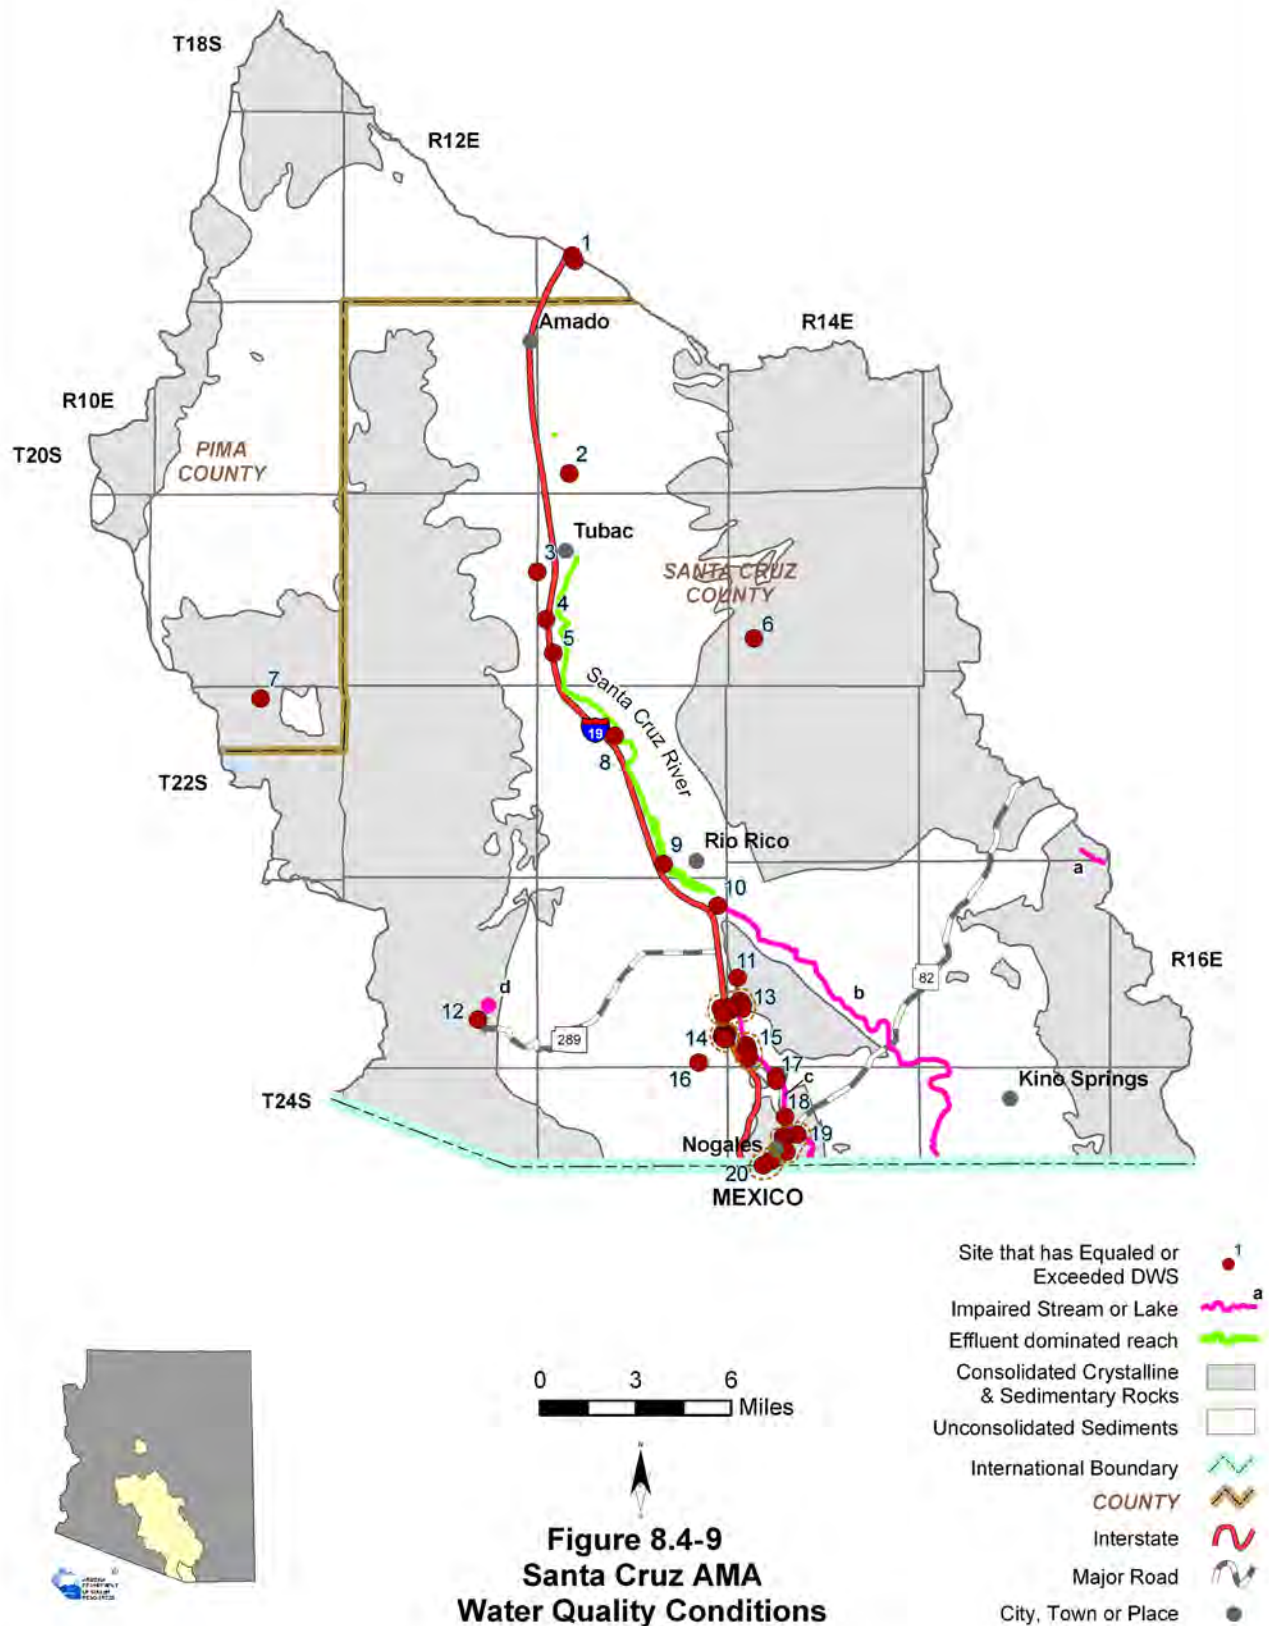 T18S
R12E
1
Amado
R14E
R10E
T20S
PIMA
COUNTY
2
Tubac
3
SANTA CRUZ
COUNTY
4
5
6
7
Santa Cruz River
19
8
T22S
9
Rio Rico
10
a
R16E
11
82
b
d
12
13
14
289
15
16
17
c
Kino Springs
18
T24S
Nogales
19
20
MEXICO
Site that has Equaled or
Exceeded DWS
1
Impaired Stream or Lake
a
Effluent dominated reach
Consolidated Crystalline
& Sedimentary Rocks
Unconsolidated Sediments
International Boundary
COUNTY
Interstate
Major Road
City, Town or Place
0 3 6
Miles
N
Figure 8.4-9
Santa Cruz AMA
Water Quality Conditions